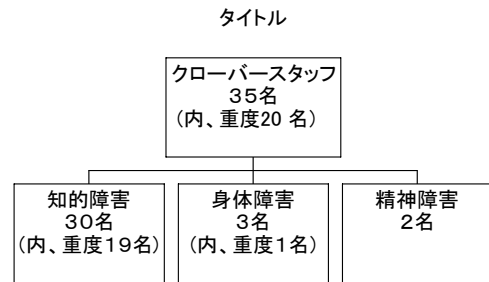 タイトル
クローバースタッフ
３５名
(内、重度20 名)
知的障害
30名
(内、重度１９名)
身体障害
３名
(内、重度１名)
精神障害
２名